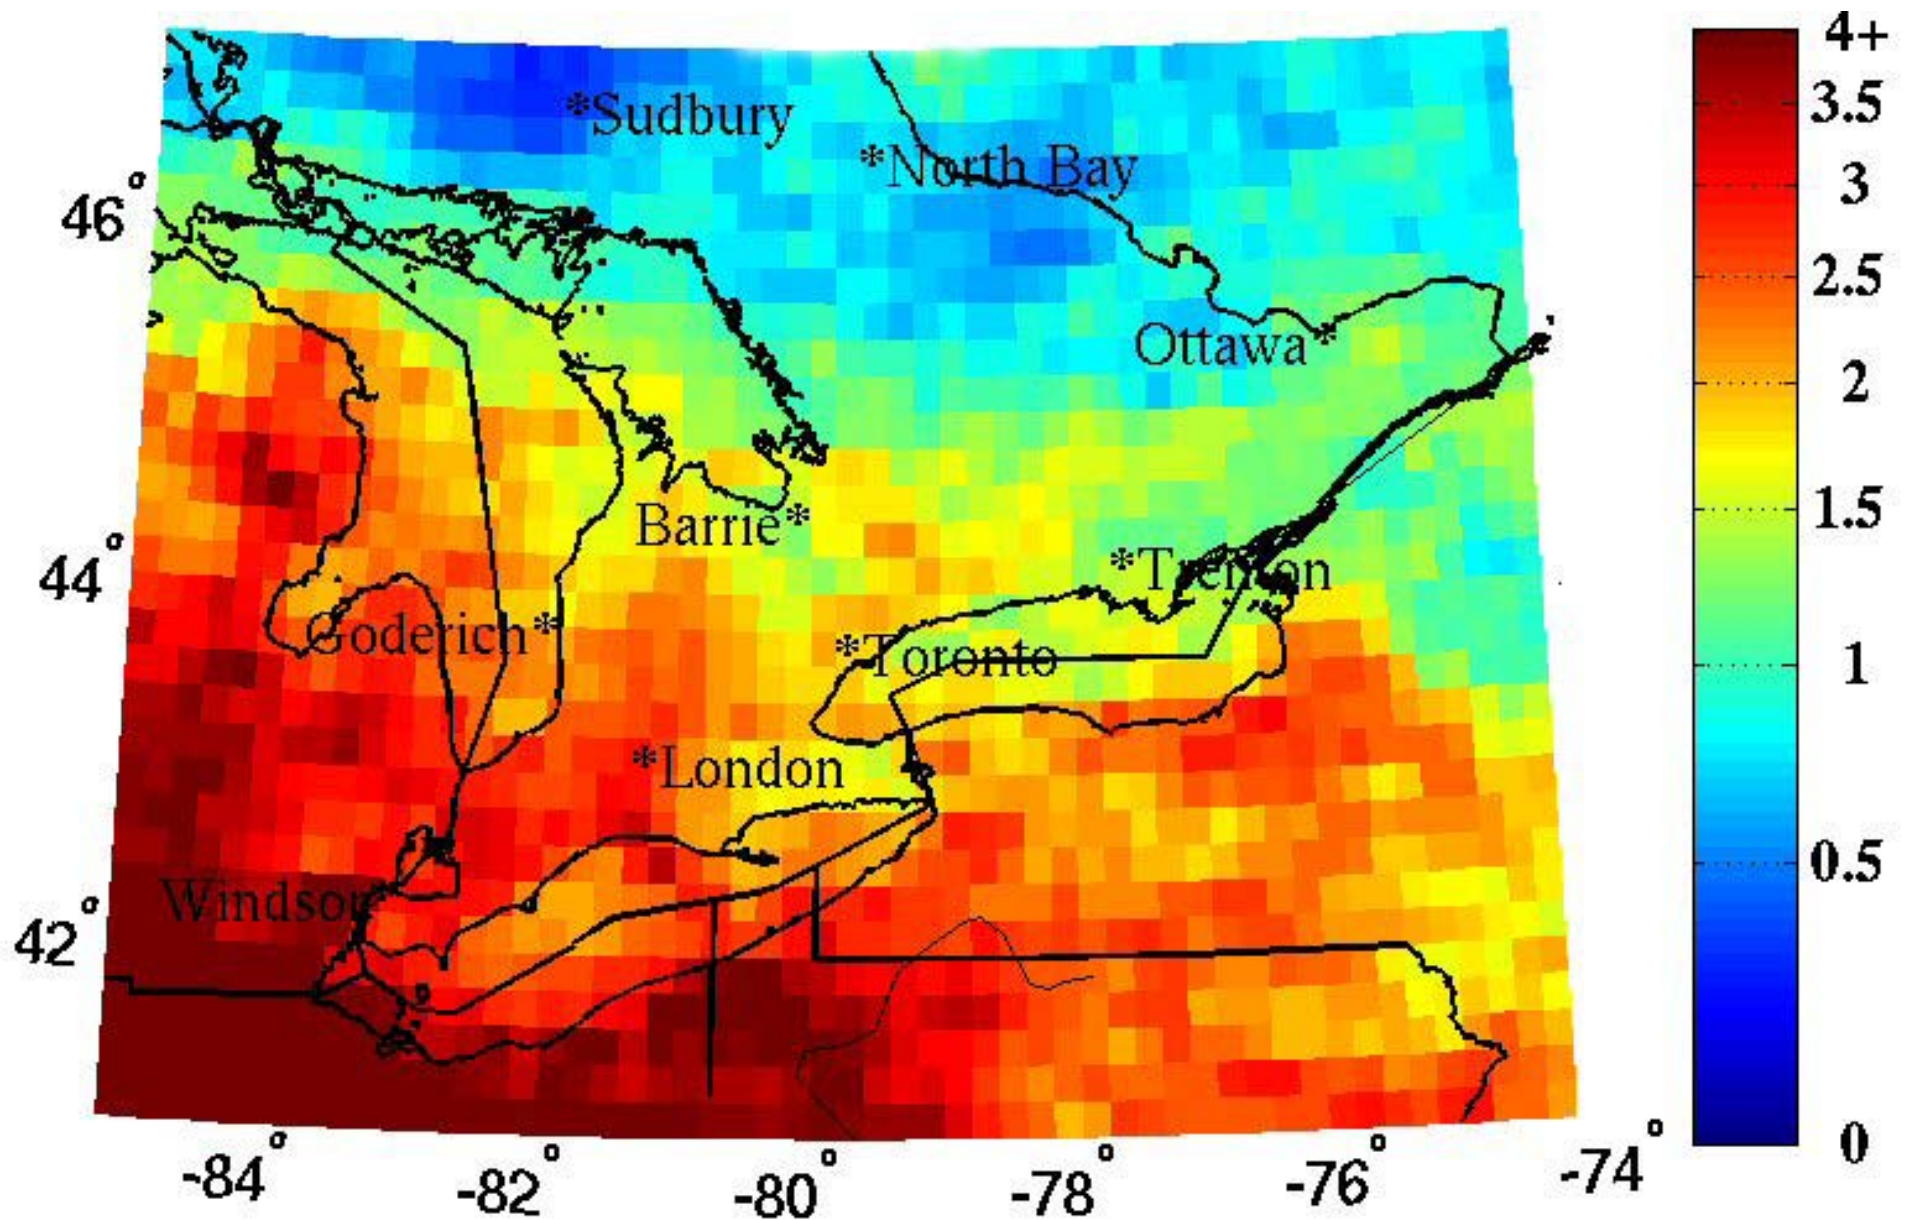 4+
*Sudbury
3.5
*North Bay
3
46°
2.5
Ottawa*
2
Barrie*
1.5
44°
*Trenton
Goderich*
*Toronto
1
*London
0.5
Windsor*
42°
0
-84° -82° -80° -78° -76° -74°